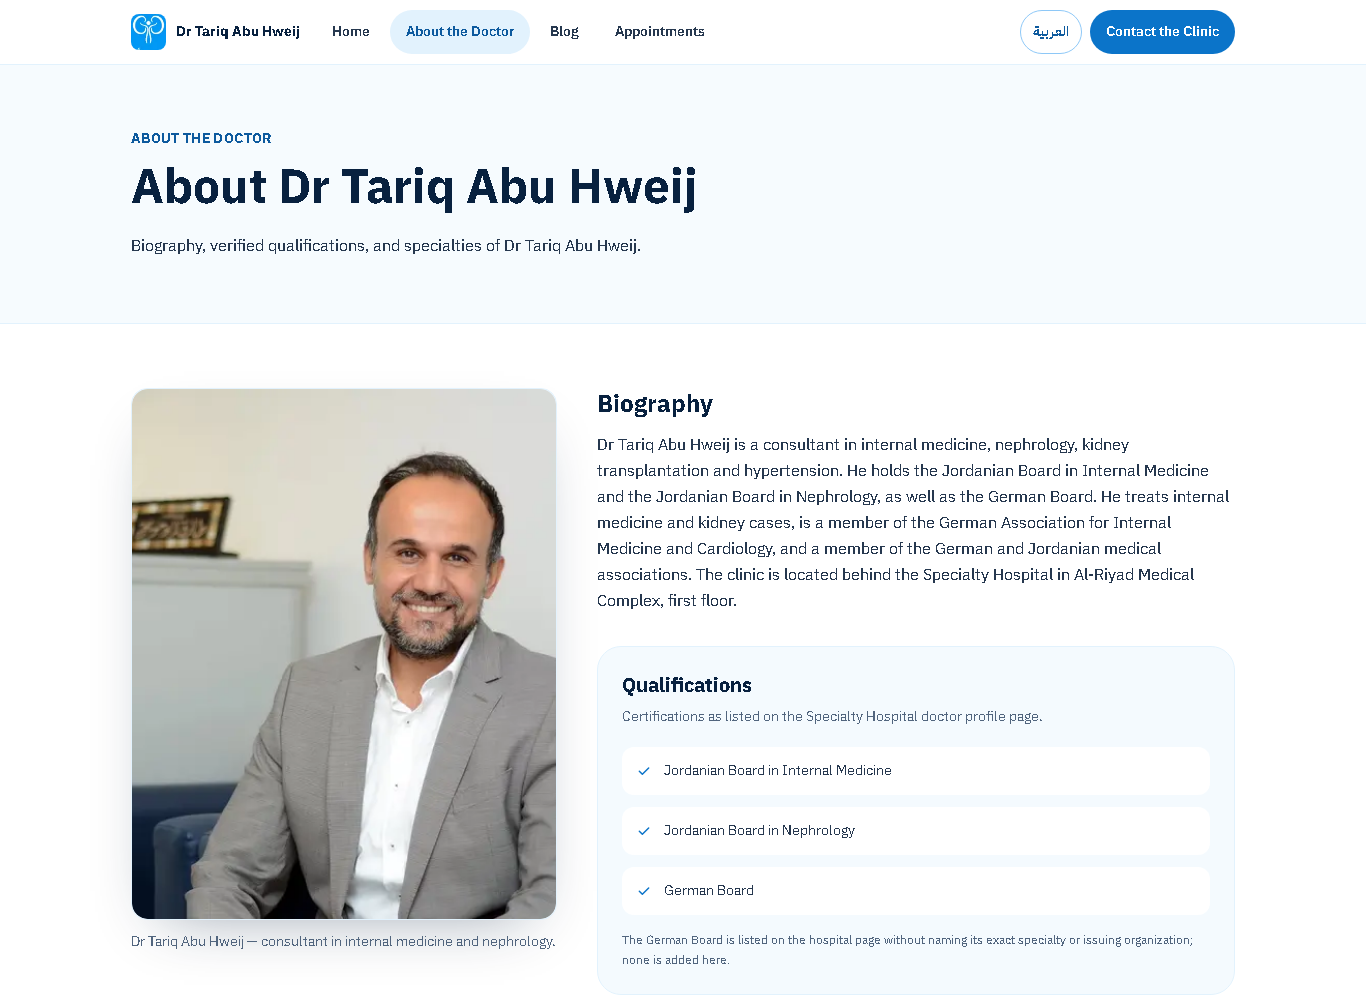 Dr Tariq Abu Hweij
Home
About the Doctor
Blog
Appointments
العربية
Contact the Clinic
ABOUT THE DOCTOR
About Dr Tariq Abu Hweij
Biography, verified qualifications, and specialties of Dr Tariq Abu Hweij.
Dr Tariq Abu Hweij — consultant in internal medicine and nephrology.
Biography
Dr Tariq Abu Hweij is a consultant in internal medicine, nephrology, kidney
transplantation and hypertension. He holds the Jordanian Board in Internal Medicine
and the Jordanian Board in Nephrology, as well as the German Board. He treats internal
medicine and kidney cases, is a member of the German Association for Internal
Medicine and Cardiology, and a member of the German and Jordanian medical
associations. The clinic is located behind the Specialty Hospital in Al-Riyad Medical
Complex, first floor.
Qualifications
Certifications as listed on the Specialty Hospital doctor profile page.
Jordanian Board in Internal Medicine
Jordanian Board in Nephrology
German Board
The German Board is listed on the hospital page without naming its exact specialty or issuing organization;
none is added here.